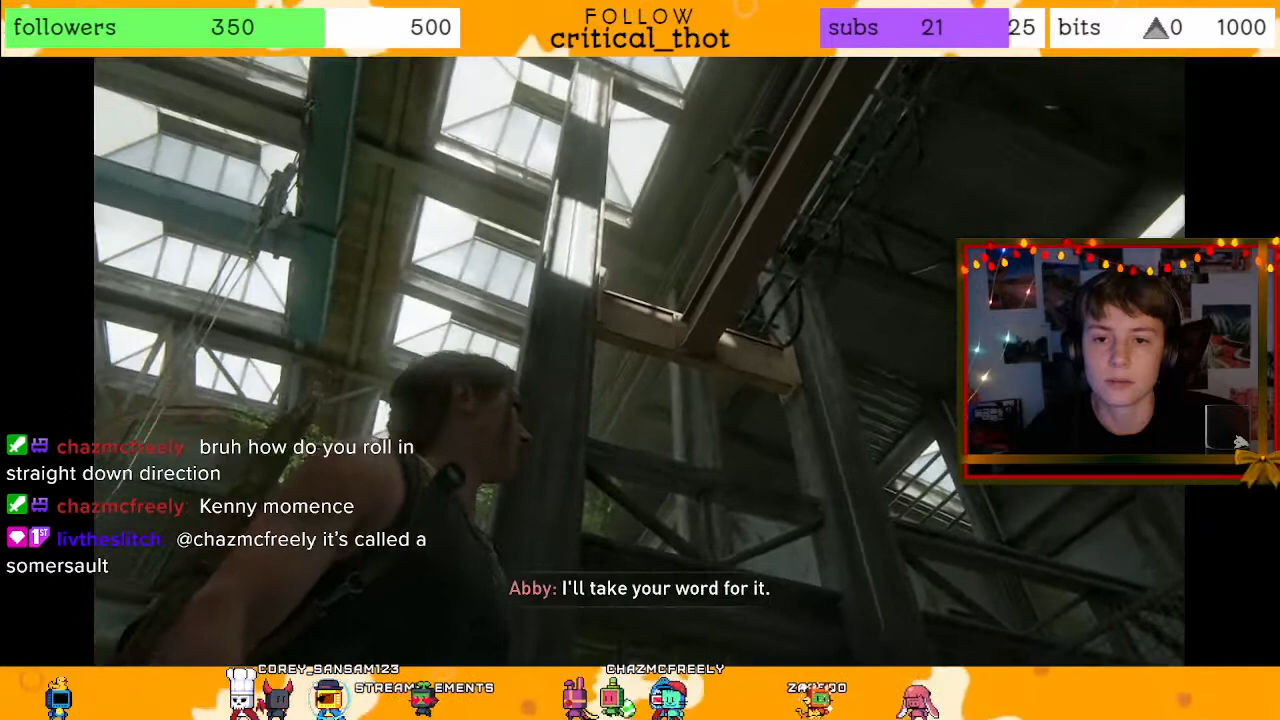 followers 350 500
FOLLOW
critical_thot
subs 21 25
bits 0 1000
chazmcfreely bruh how do you roll in
straight down direction
chazmcfreely Kenny momence
1ST livtheslitch @chazmcfreely it's called a
somersault
Abby: I'll take your word for it.
COREY_SANSAM123
CHAZMCFREELY